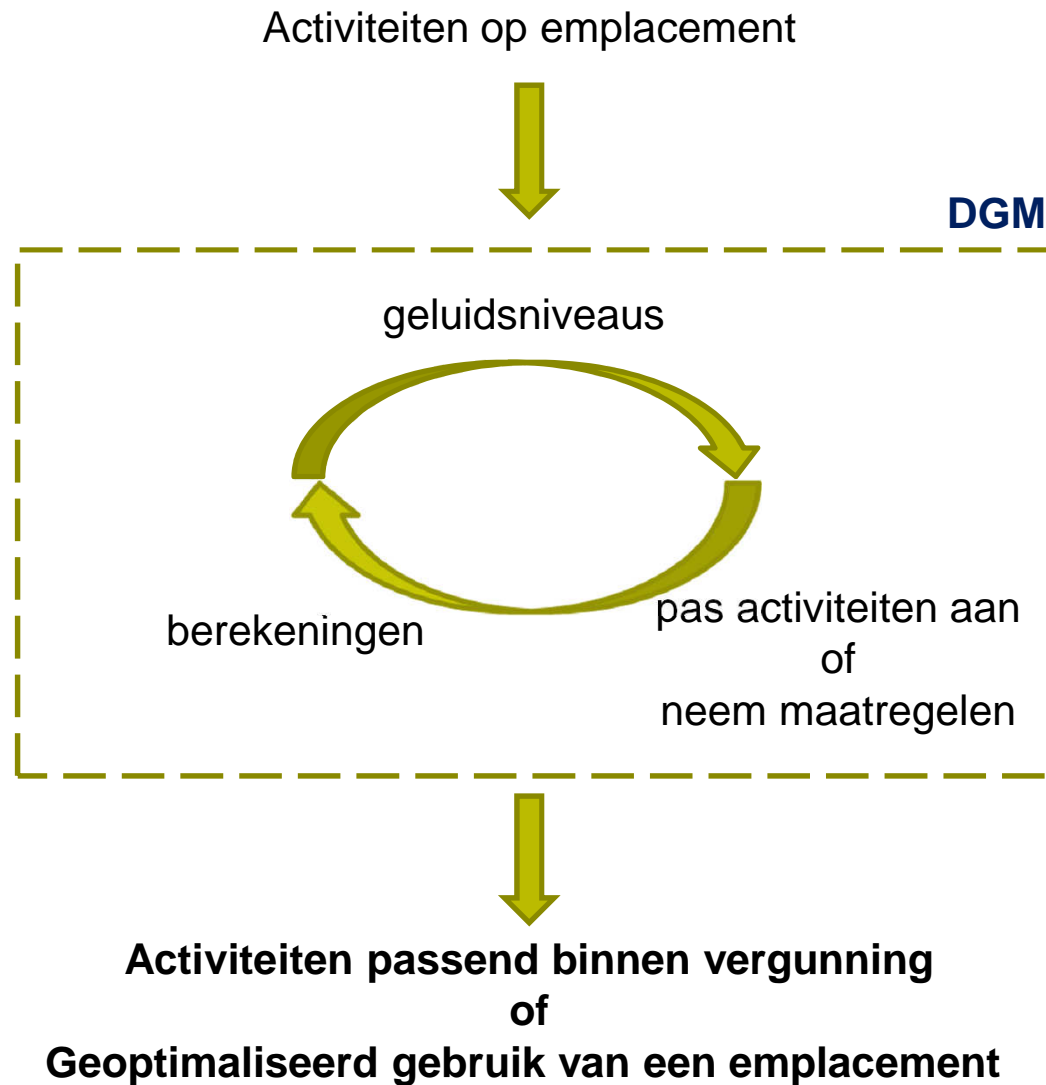 Activiteiten op emplacement
DGM
geluidsniveaus
berekeningen
pas activiteiten aan
of
neem maatregelen
Activiteiten passend binnen vergunning
of
Geoptimaliseerd gebruik van een emplacement